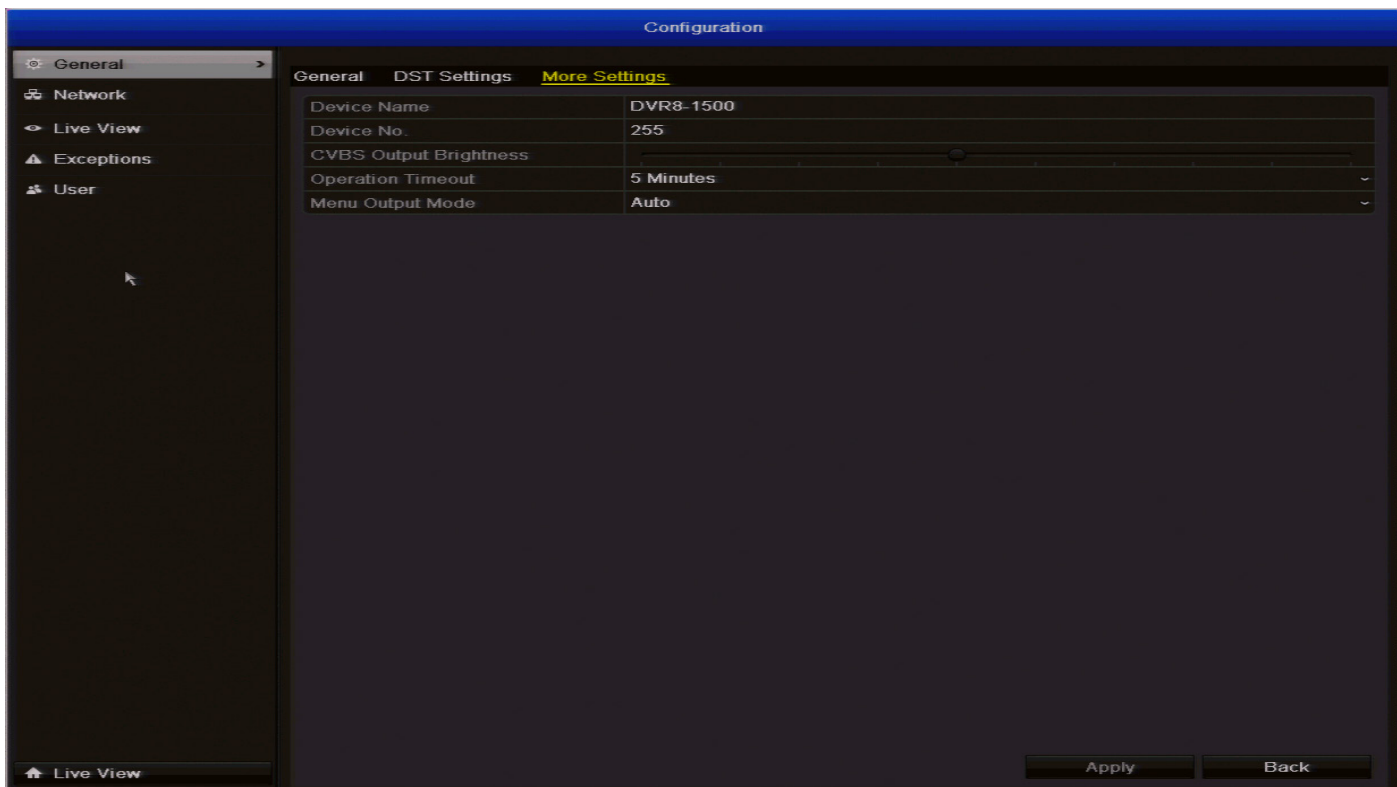 Configuration
General >
Network
Live View
Exceptions
User
General DST Settings More Settings
Device Name DVR8-1500
Device No. 255
CVBS Output Brightness
Operation Timeout 5 Minutes
Menu Output Mode Auto
Live View
Apply Back